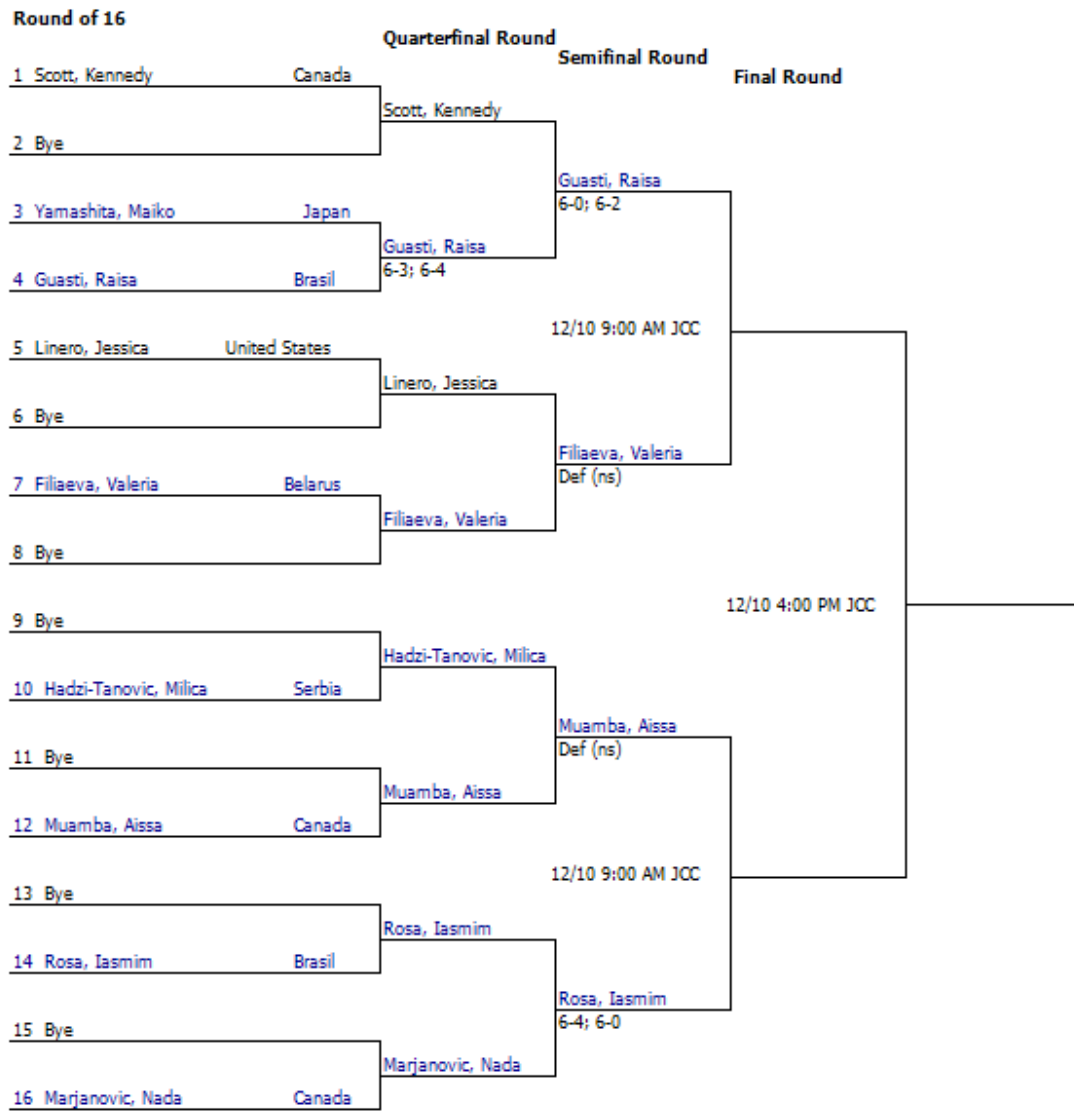 Round of 16
Quarterfinal Round
Semifinal Round
Final Round
1 Scott, Kennedy Canada
Scott, Kennedy
2 Bye
Guasti, Raisa
6-0; 6-2
3 Yamashita, Maiko Japan
Guasti, Raisa
6-3; 6-4
4 Guasti, Raisa Brasil
12/10 9:00 AM JCC
5 Linero, Jessica United States
Linero, Jessica
6 Bye
Filiaeva, Valeria
Def (ns)
7 Filiaeva, Valeria Belarus
Filiaeva, Valeria
8 Bye
12/10 4:00 PM JCC
9 Bye
Hadzi-Tanovic, Milica
10 Hadzi-Tanovic, Milica Serbia
Muamba, Aissa
Def (ns)
11 Bye
Muamba, Aissa
12 Muamba, Aissa Canada
12/10 9:00 AM JCC
13 Bye
Rosa, Iasmim
14 Rosa, Iasmim Brasil
Rosa, Iasmim
6-4; 6-0
15 Bye
Marjanovic, Nada
16 Marjanovic, Nada Canada